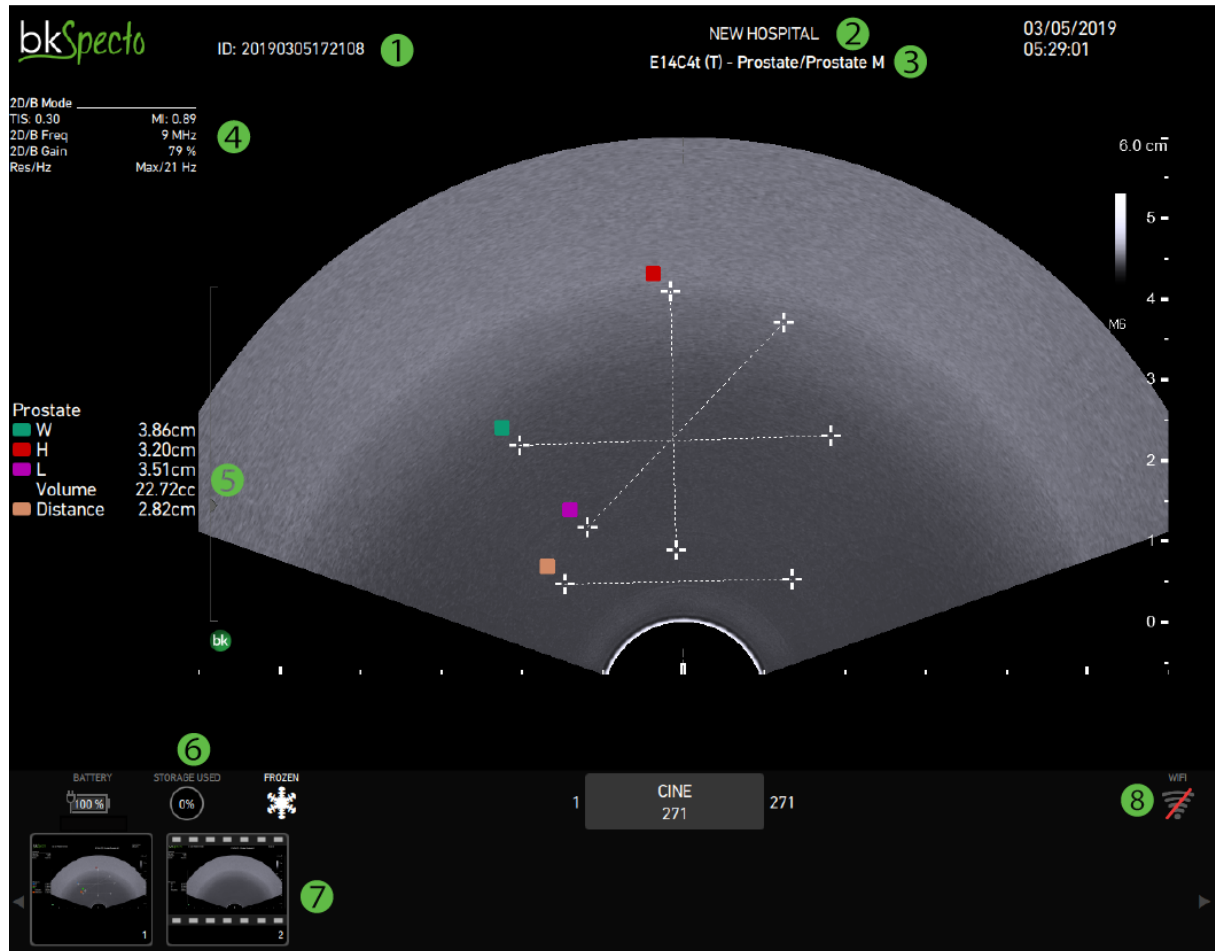 bkSpecto
ID: 20190305172108 1
NEW HOSPITAL 2
E14C4t (T) - Prostate/Prostate M 3
03/05/2019
05:29:01
2D/B Mode
TIS: 0.30 MI: 0.89
2D/B Freq 9 MHz
2D/B Gain 79 %
Res/Hz Max/21 Hz
4
6.0 cm
5
4
M6
3
2
1
0
Prostate
W 3.86cm
H 3.20cm
L 3.51cm
Volume 22.72cc
Distance 2.82cm
5
bk
6
BATTERY STORAGE USED FROZEN
100 % 0%
1 CINE 271
271
WIFI
8
1 2
7